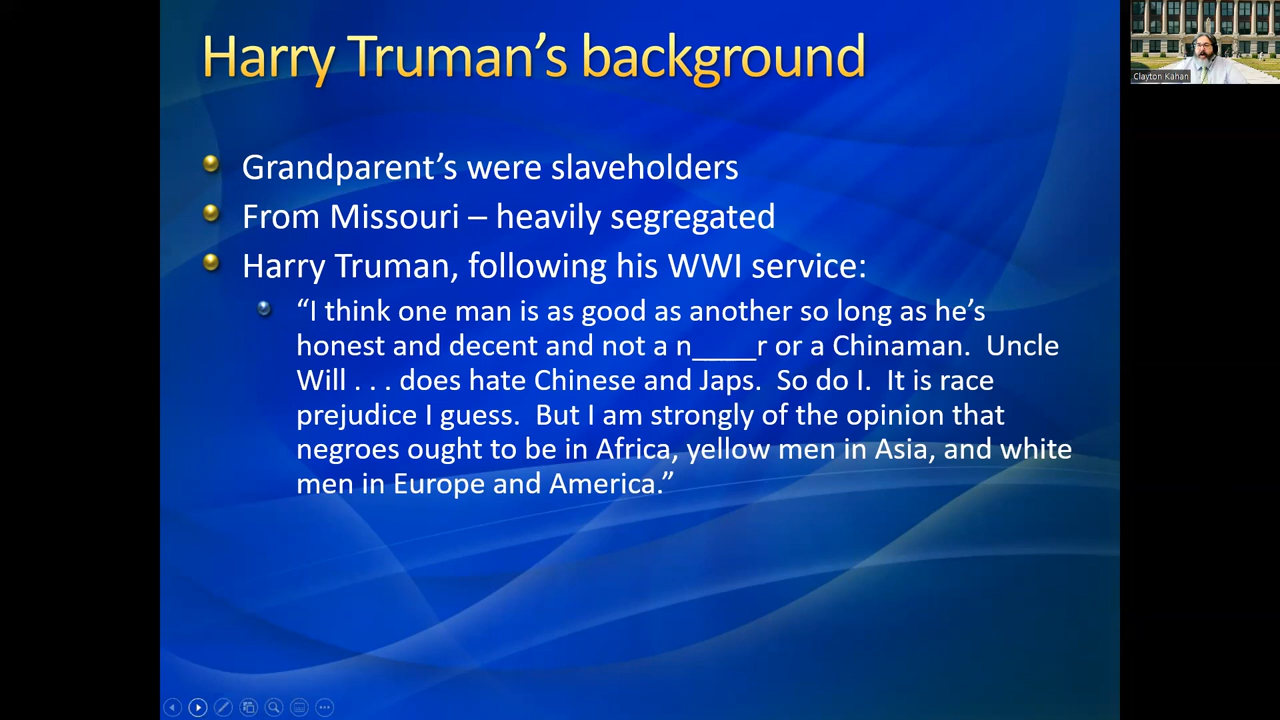 Harry Truman's background
Clayton Kahan
Grandparent's were slaveholders
From Missouri – heavily segregated
Harry Truman, following his WWI service:
"I think one man is as good as another so long as he's
honest and decent and not a n____r or a Chinaman.  Uncle
Will . . . does hate Chinese and Japs.  So do I.  It is race
prejudice I guess.  But I am strongly of the opinion that
negroes ought to be in Africa, yellow men in Asia, and white
men in Europe and America."